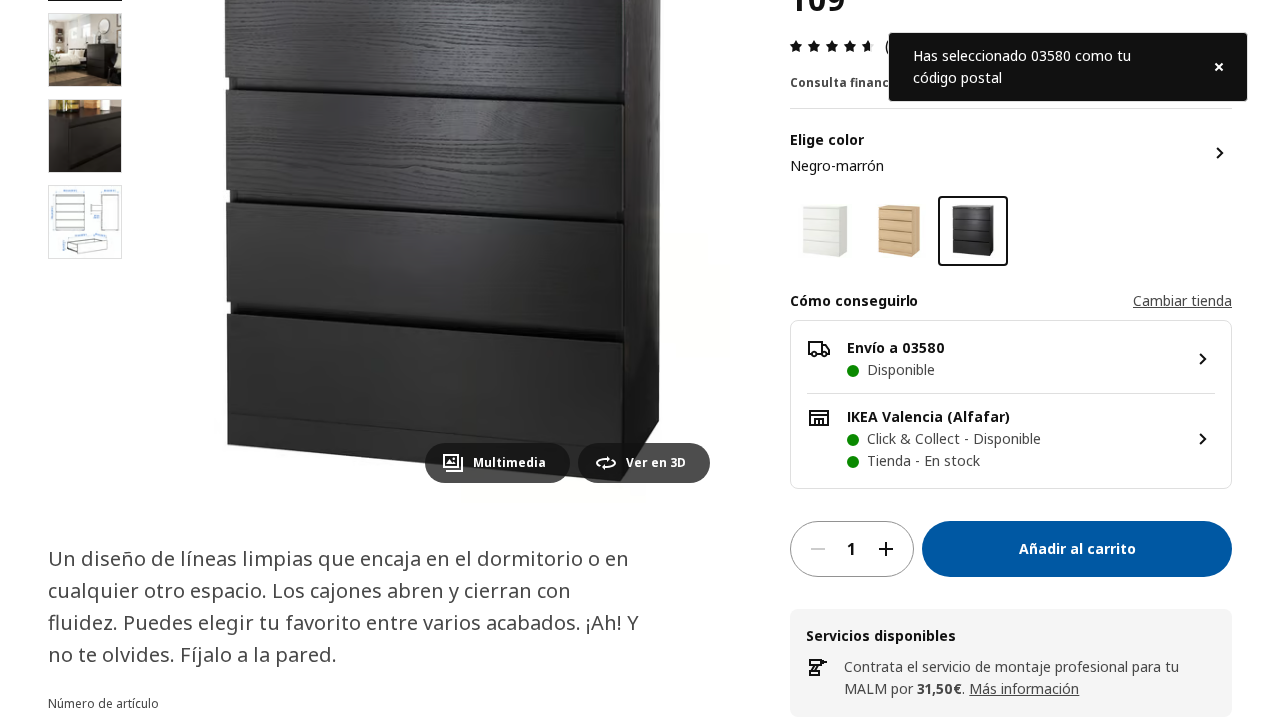 109
(
Has seleccionado 03580 como tu
código postal
Consulta financ
Elige color
Negro-marrón
Cómo conseguirlo
Cambiar tienda
Envío a 03580
Disponible
IKEA Valencia (Alfafar)
Click & Collect - Disponible
Tienda - En stock
Multimedia
Ver en 3D
1
Añadir al carrito
Un diseño de líneas limpias que encaja en el dormitorio o en
cualquier otro espacio. Los cajones abren y cierran con
fluidez. Puedes elegir tu favorito entre varios acabados. ¡Ah! Y
no te olvides. Fíjalo a la pared.
Servicios disponibles
Contrata el servicio de montaje profesional para tu
MALM por 31,50€. Más información
Número de artículo